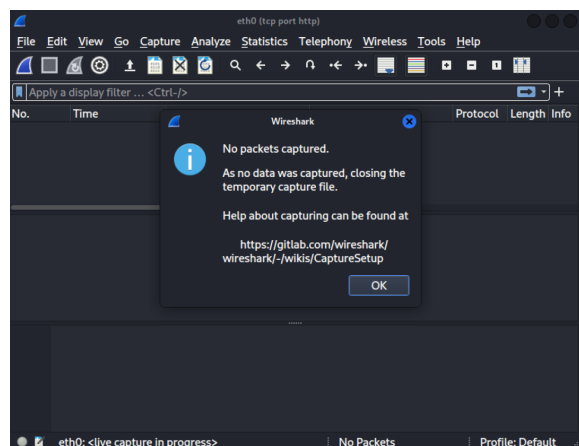 eth0 (tcp port http)
File Edit View Go Capture Analyze Statistics Telephony Wireless Tools Help
Apply a display filter ... <Ctrl-/>
No. Time Protocol Length Info
Wireshark
No packets captured.
As no data was captured, closing the
temporary capture file.
Help about capturing can be found at
https://gitlab.com/wireshark/
wireshark/-/wikis/CaptureSetup
OK
eth0: <live capture in progress> No Packets Profile: Default